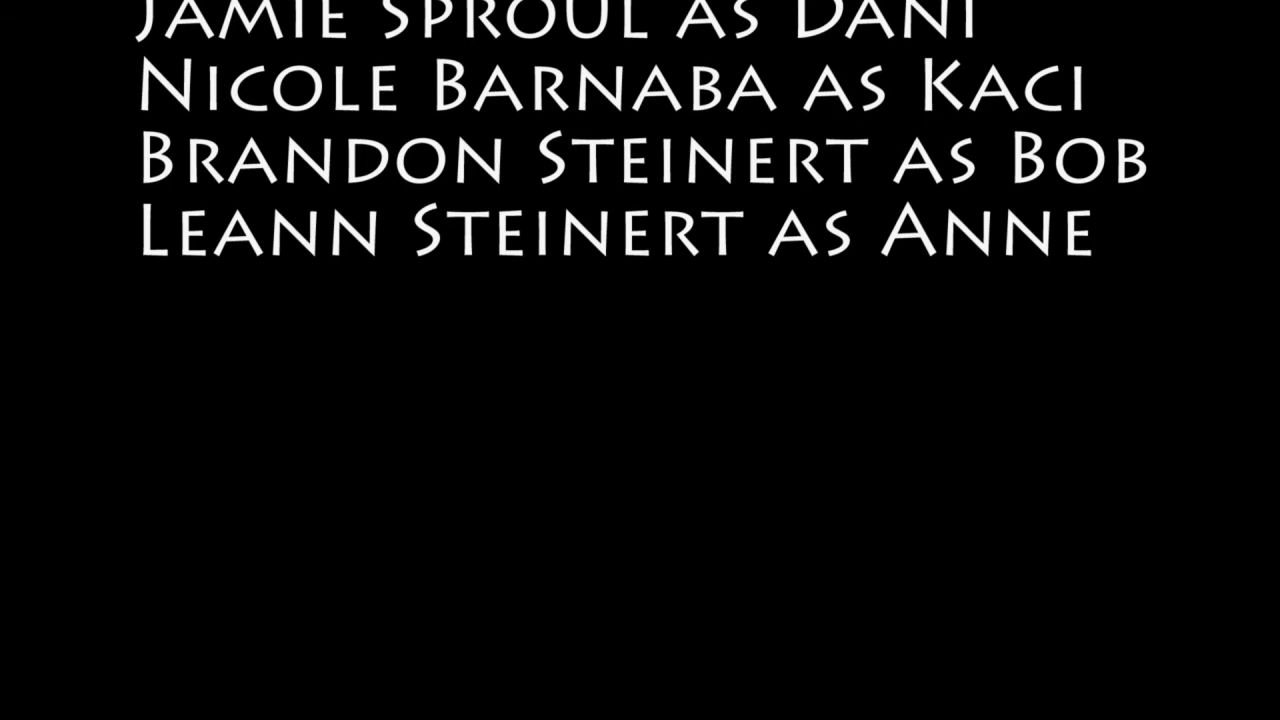 Jamie Sproul as Dani
Nicole Barnaba as Kaci
Brandon Steinert as Bob
Leann Steinert as Anne